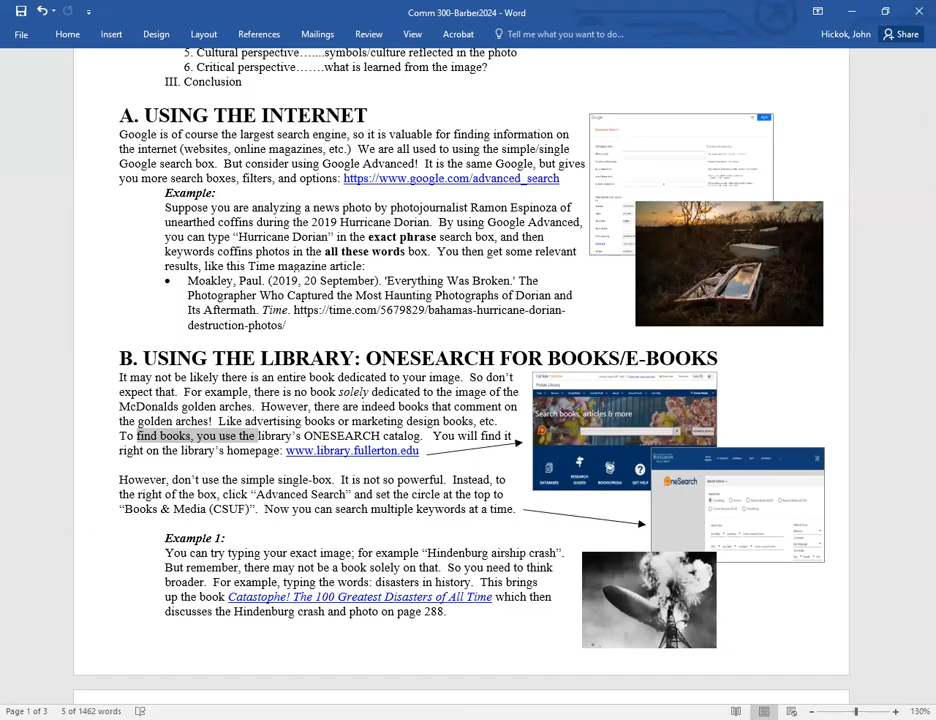 Comm 300-Barber2024 - Word
File Home Insert Design Layout References Mailings Review View Acrobat Tell me what you want to do... Hickok, John Share
5. Cultural perspective…...symbols/culture reflected in the photo
6. Critical perspective…….what is learned from the image?
III. Conclusion
A. USING THE INTERNET
Google is of course the largest search engine, so it is valuable for finding information on
the internet (websites, online magazines, etc.) We are all used to using the simple/single
Google search box. But consider using Google Advanced! It is the same Google, but gives
you more search boxes, filters, and options: https://www.google.com/advanced_search
Example:
Suppose you are analyzing a news photo by photojournalist Ramon Espinoza of
unearthed coffins during the 2019 Hurricane Dorian. By using Google Advanced,
you can type “Hurricane Dorian” in the exact phrase search box, and then
keywords coffins photos in the all these words box. You then get some relevant
results, like this Time magazine article:
• Moakley, Paul. (2019, 20 September). 'Everything Was Broken.' The
Photographer Who Captured the Most Haunting Photographs of Dorian and
Its Aftermath. Time. https://time.com/5679829/bahamas-hurricane-dorian-
destruction-photos/
Google
B. USING THE LIBRARY: ONESEARCH FOR BOOKS/E-BOOKS
It may not be likely there is an entire book dedicated to your image. So don’t
expect that. For example, there is no book solely dedicated to the image of the
McDonalds golden arches. However, there are indeed books that comment on
the golden arches! Like advertising books or marketing design books, etc.
To find books, you use the library’s ONESEARCH catalog. You will find it
right on the library’s homepage: www.library.fullerton.edu
Pollak Library
Search books, articles & more
DATABASES RESEARCH GUIDES BOOKS/MEDIA GET HELP
OneSearch
However, don’t use the simple single-box. It is not so powerful. Instead, to
the right of the box, click “Advanced Search” and set the circle at the top to
“Books & Media (CSUF)”. Now you can search multiple keywords at a time.
Example 1:
You can try typing your exact image; for example “Hindenburg airship crash”.
But remember, there may not be a book solely on that. So you need to think
broader. For example, typing the words: disasters in history. This brings
up the book Catastophe! The 100 Greatest Disasters of All Time which then
discusses the Hindenburg crash and photo on page 288.
Page 1 of 3 5 of 1462 words 130%